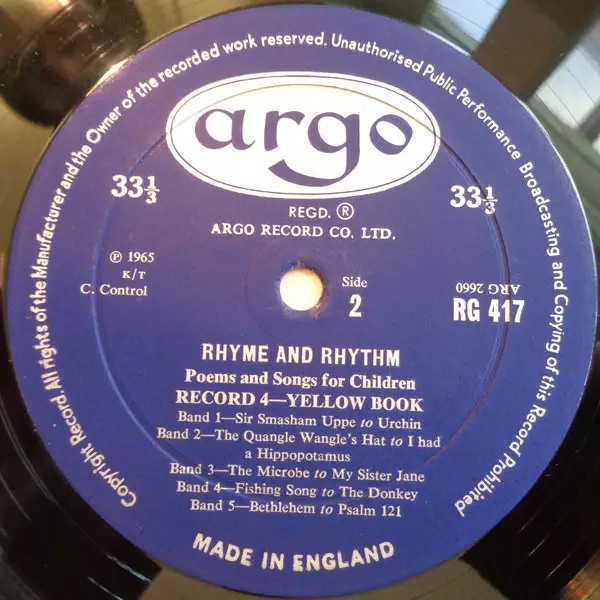 Copyright Record All rights of the Manufacturer and the Owner of the recorded work reserved. Unauthorised Public Performance Broadcasting and Copying of this Record Prohibited
argo
33⅓
33⅓
REGD. ®
ARGO RECORD CO. LTD.
℗ 1965
K/T
C. Control
Side
2
ARG 2660
RG 417
RHYME AND RHYTHM
Poems and Songs for Children
RECORD 4—YELLOW BOOK
Band 1—Sir Smasham Uppe to Urchin
Band 2—The Quangle Wangle's Hat to I had
a Hippopotamus
Band 3—The Microbe to My Sister Jane
Band 4—Fishing Song to The Donkey
Band 5—Bethlehem to Psalm 121
MADE IN ENGLAND